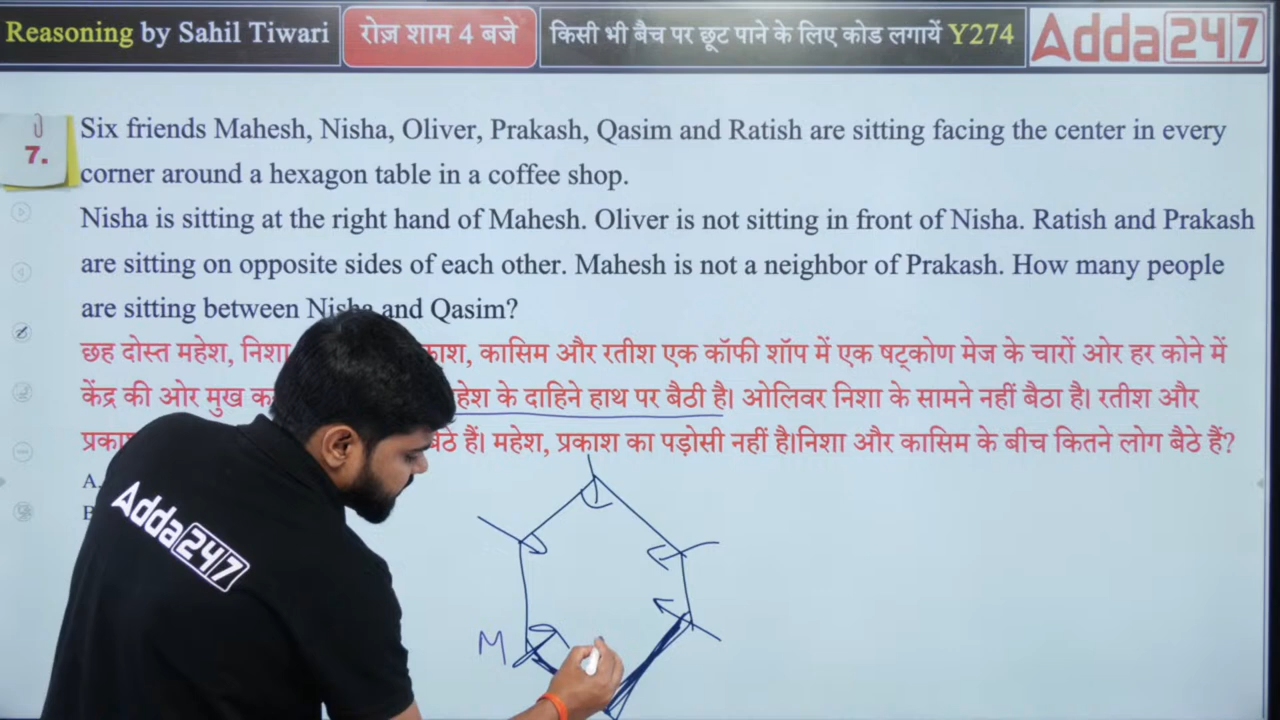 Reasoning by Sahil Tiwari
रोज़ शाम 4 बजे
किसी भी बैच पर छूट पाने के लिए कोड लगायें Y274
Adda247
7.
Six friends Mahesh, Nisha, Oliver, Prakash, Qasim and Ratish are sitting facing the center in every
corner around a hexagon table in a coffee shop.
Nisha is sitting at the right hand of Mahesh. Oliver is not sitting in front of Nisha. Ratish and Prakash
are sitting on opposite sides of each other. Mahesh is not a neighbor of Prakash. How many people
are sitting between Nisha and Qasim?
छह दोस्त महेश, निशा कासिम और रतीश एक कॉफी शॉप में एक षट्कोण मेज के चारों ओर हर कोने में
केंद्र की ओर मुख के दाहिने हाथ पर बैठी है। ओलिवर निशा के सामने नहीं बैठा है। रतीश और
हैं। महेश, प्रकाश का पड़ोसी नहीं है।निशा और कासिम के बीच कितने लोग बैठे हैं?
M
Adda247